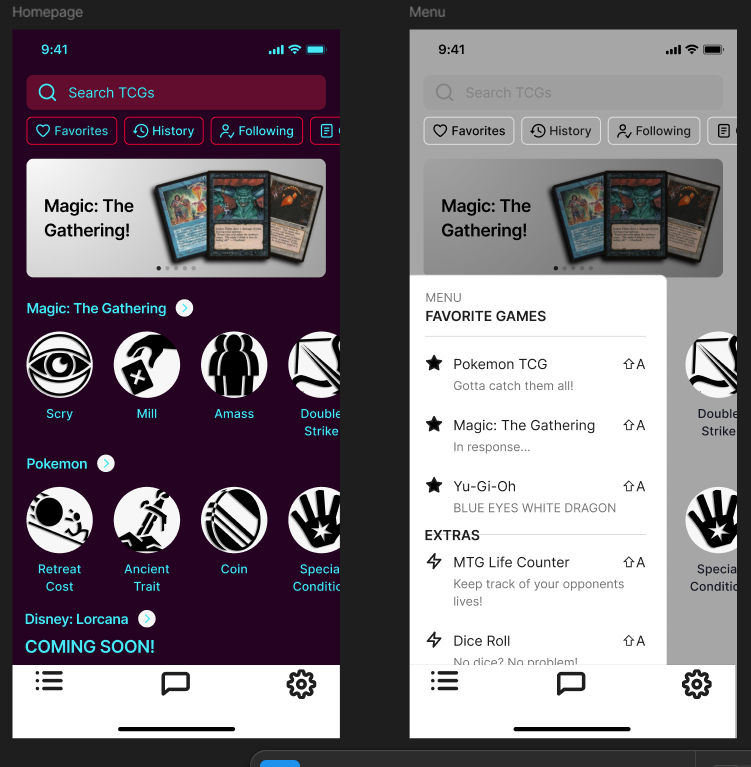 Homepage
9:41
Search TCGs
Favorites
History
Following
Magic: The
Gathering!
Magic: The Gathering
Scry
Mill
Amass
Double
Strike
Pokemon
Retreat
Cost
Ancient
Trait
Coin
Specia
Conditio
Disney: Lorcana
COMING SOON!
Menu
9:41
Search TCGs
Favorites
History
Following
Magic: The
Gathering!
MENU
FAVORITE GAMES
Pokemon TCG ⇧A
Gotta catch them all!
Magic: The Gathering ⇧A
In response...
Yu-Gi-Oh ⇧A
BLUE EYES WHITE DRAGON
EXTRAS
MTG Life Counter ⇧A
Keep track of your opponents
lives!
Dice Roll ⇧A
No dice? No problem!
Double
Strike
Specia
Conditio